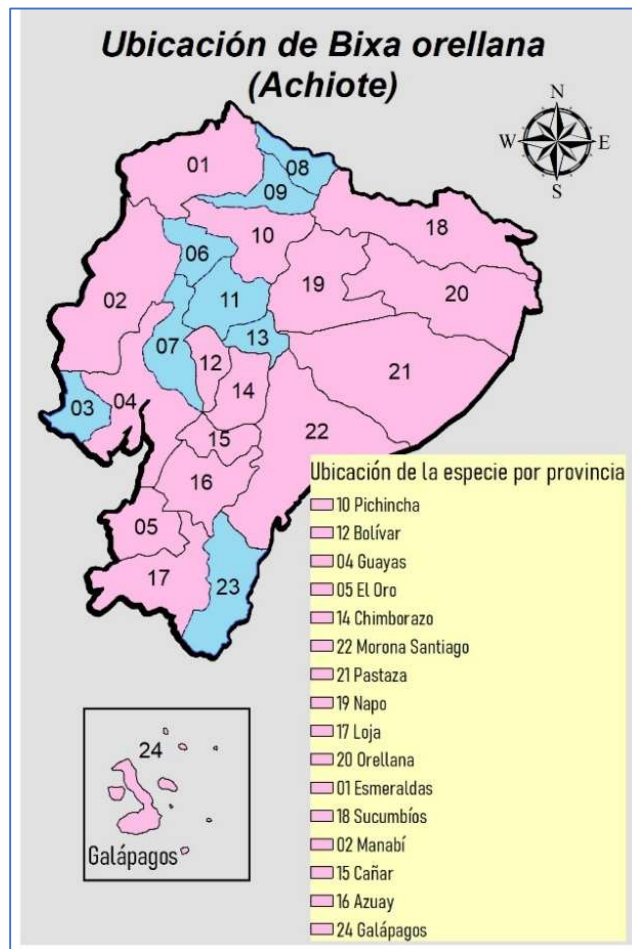 Ubicación de Bixa orellana
(Achiote)
N
W E
S
01
08
09
10
18
06
19
02
11
20
07
13
12
21
03
04
14
15
22
16
05
17
23
Ubicación de la especie por provincia
10 Pichincha
12 Bolívar
04 Guayas
05 El Oro
14 Chimborazo
22 Morona Santiago
21 Pastaza
19 Napo
17 Loja
20 Orellana
01 Esmeraldas
18 Sucumbíos
02 Manabí
15 Cañar
16 Azuay
24 Galápagos
24
Galápagos